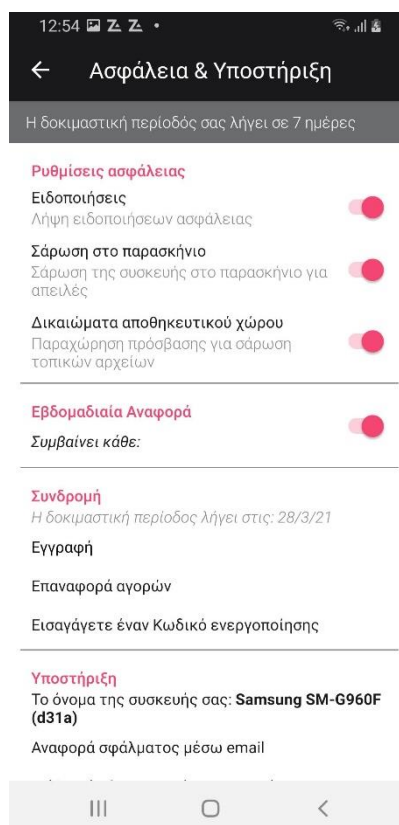 12:54
Ασφάλεια & Υποστήριξη
Η δοκιμαστική περίοδός σας λήγει σε 7 ημέρες
Ρυθμίσεις ασφάλειας
Ειδοποιήσεις
Λήψη ειδοποιήσεων ασφάλειας
Σάρωση στο παρασκήνιο
Σάρωση της συσκευής στο παρασκήνιο για
απειλές
Δικαιώματα αποθηκευτικού χώρου
Παραχώρηση πρόσβασης για σάρωση
τοπικών αρχείων
Εβδομαδιαία Αναφορά
Συμβαίνει κάθε:
Συνδρομή
Η δοκιμαστική περίοδος λήγει στις: 28/3/21
Εγγραφή
Επαναφορά αγορών
Εισαγάγετε έναν Κωδικό ενεργοποίησης
Υποστήριξη
Το όνομα της συσκευής σας: Samsung SM-G960F
(d31a)
Αναφορά σφάλματος μέσω email